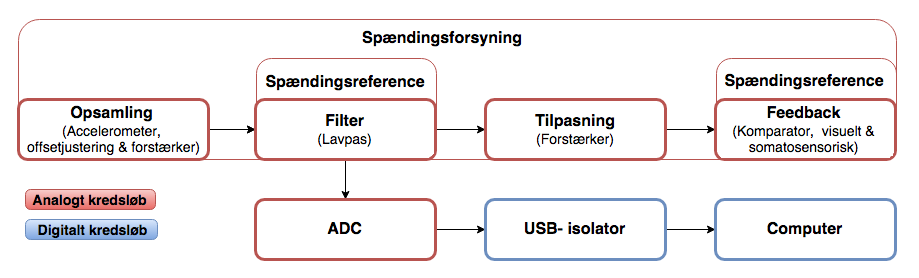 Spændingsforsyning
Spændingsreference
Spændingsreference
Opsamling
(Accelerometer,
offsetjustering & forstærker)
Filter
(Lavpas)
Tilpasning
(Forstærker)
Feedback
(Komparator, visuelt &
somatosensorisk)
Analogt kredsløb
Digitalt kredsløb
ADC
USB- isolator
Computer